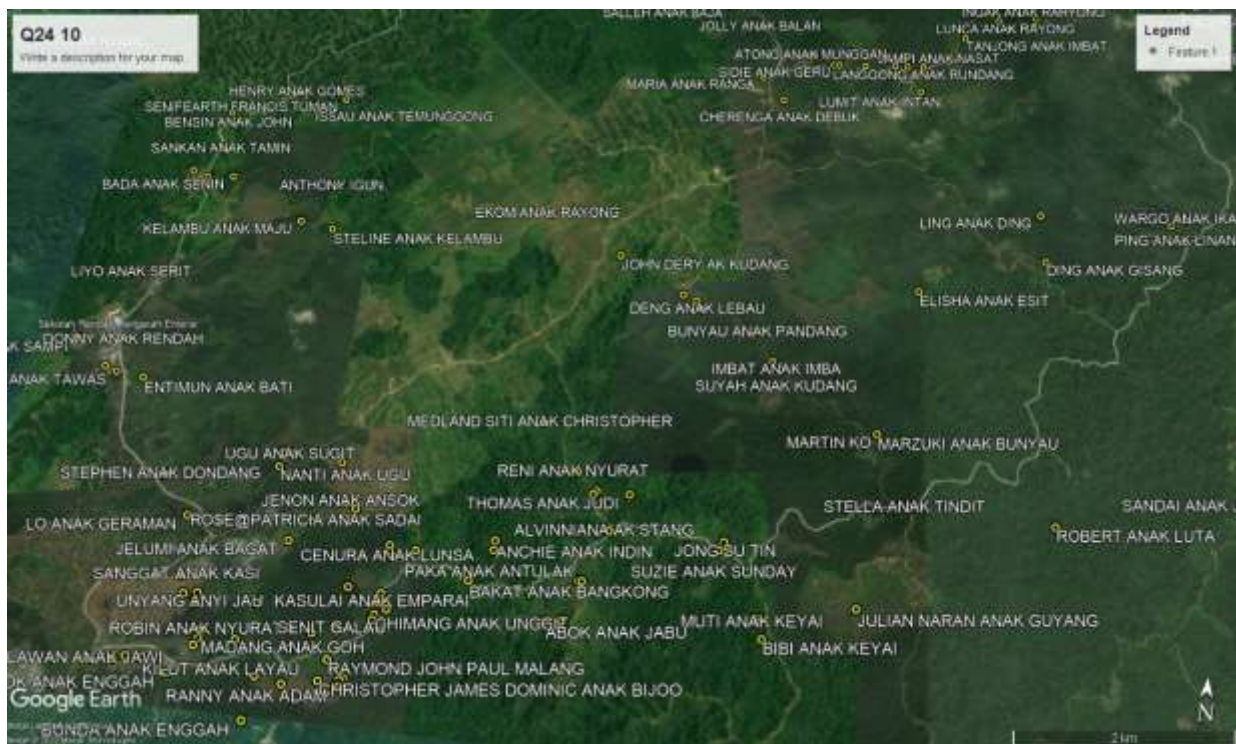 Q24 10
Write a description for your map
Legend
Feature 1
SALLEH ANAK BAJA
JOLLY ANAK BALAN
LUNCA ANAK RAYONG
ATONG ANAK MUNGGAN
TANJONG ANAK IMBAT
LANGGONG ANAK RUNDANG
MARIA ANAK RANGA
HENRY ANAK GOMES
LUMIT ANAK INTAN
SEMFEARTH FRANCIS TUMAN
ISSAU ANAK TEMUNGGONG
CHERENGA ANAK DEBUK
BENSIN ANAK JOHN
SANKAN ANAK TAMIN
BADA ANAK SENIN
ANTHONY IGUN
EKOM ANAK RAYONG
WARGO ANAK IKA
KELAMBU ANAK MAJU
LING ANAK DING
STELINE ANAK KELAMBU
PING ANAK LINAN
JOHN DERY AK KUDANG
LIYO ANAK SERIT
DING ANAK GISANG
ELISHA ANAK ESIT
DENG ANAK LEBAU
BUNYAU ANAK PANDANG
DONNY ANAK RENDAH
AK SAMPI
IMBAT ANAK IMBA
ANAK TAWAS
ENTIMUN ANAK BATI
SUYAH ANAK KUDANG
MEDLAND SITI ANAK CHRISTOPHER
MARTIN KO
MARZUKI ANAK BUNYAU
UGU ANAK SUGIT
STEPHEN ANAK DONDANG
NANTI ANAK UGU
RENI ANAK NYURAT
JENON ANAK ANSOK
THOMAS ANAK JUDI
STELLA ANAK TINDIT
SANDAI ANAK J
LO ANAK GERAMAN
ROSE@PATRICIA ANAK SADAI
ROBERT ANAK LUTA
JELUMI ANAK BAGAT
CENURA ANAK LUNSA
ANCHIE ANAK INDIN
JONG SU TIN
SANGGAT ANAK KASI
PAKA ANAK ANTULAK
SUZIE ANAK SUNDAY
UNYANG ANYI JAU
KASULAI ANAK EMPARAI
BAKAT ANAK BANGKONG
ROBIN ANAK NYURA
SENIT GALAU
CHIMANG ANAK UNGGIT
ABOK ANAK JABU
MUTI ANAK KEYAI
JULIAN NARAN ANAK GUYANG
MADANG ANAK GOH
BIBI ANAK KEYAI
LAWAN ANAK JAWI
ANAK LAYAU
RAYMOND JOHN PAUL MALANG
OK ANAK ENGGAH
RANNY ANAK ADAM
CHRISTOPHER JAMES DOMINIC ANAK BIJOO
Google Earth
BUNDA ANAK ENGGAH
N
2 km